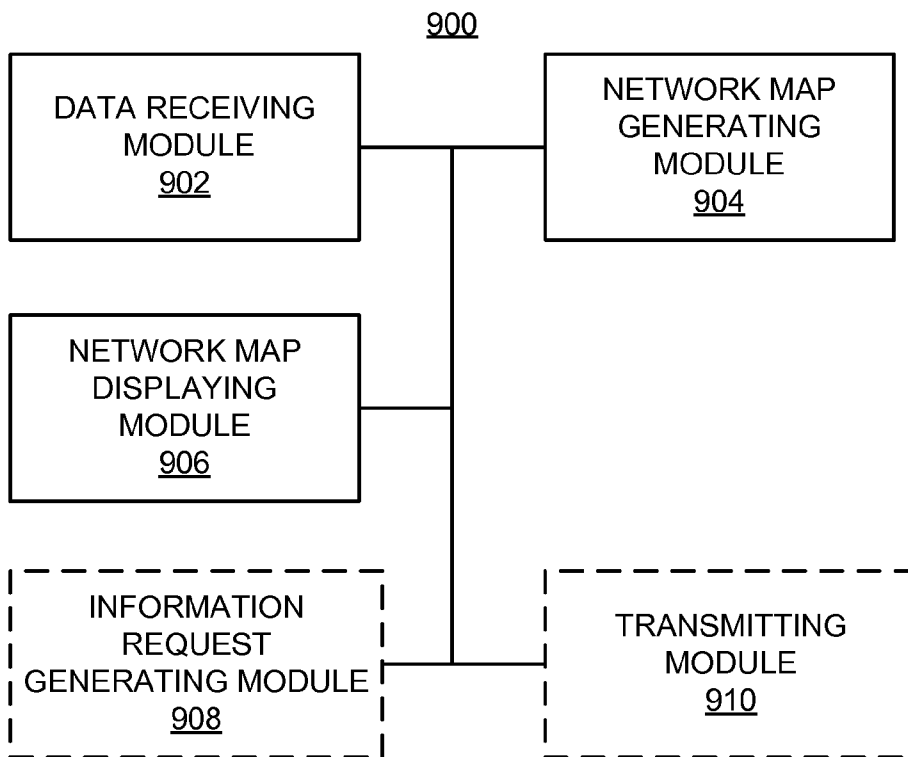 900
DATA RECEIVING
MODULE
902
NETWORK MAP
GENERATING
MODULE
904
NETWORK MAP
DISPLAYING
MODULE
906
INFORMATION
REQUEST
GENERATING MODULE
908
TRANSMITTING
MODULE
910